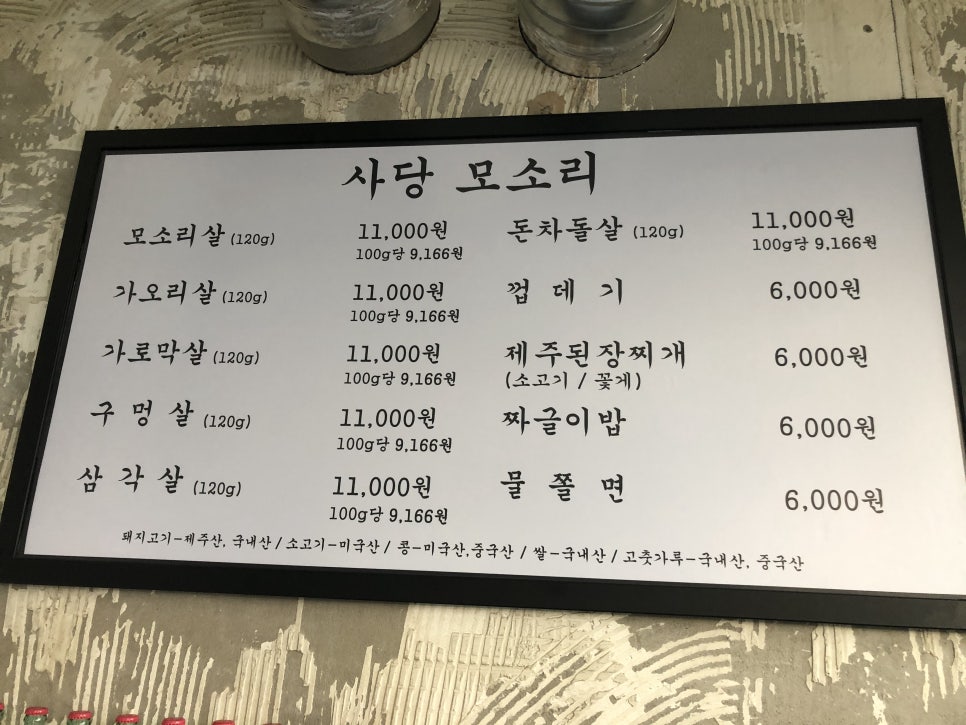 사당 모소리
모소리살 (120g) 11,000원
100g당 9,166원
가오리살 (120g) 11,000원
100g당 9,166원
가로막살 (120g) 11,000원
100g당 9,166원
구멍살 (120g) 11,000원
100g당 9,166원
삼각살 (120g) 11,000원
100g당 9,166원
돈차돌살 (120g) 11,000원
100g당 9,166원
껍데기 6,000원
제주된장찌개 6,000원
(소고기 / 꽃게)
짜글이밥 6,000원
물쫄면 6,000원
돼지고기-제주산, 국내산 / 소고기-미국산 / 콩-미국산,중국산 / 쌀-국내산 / 고춧가루-국내산, 중국산